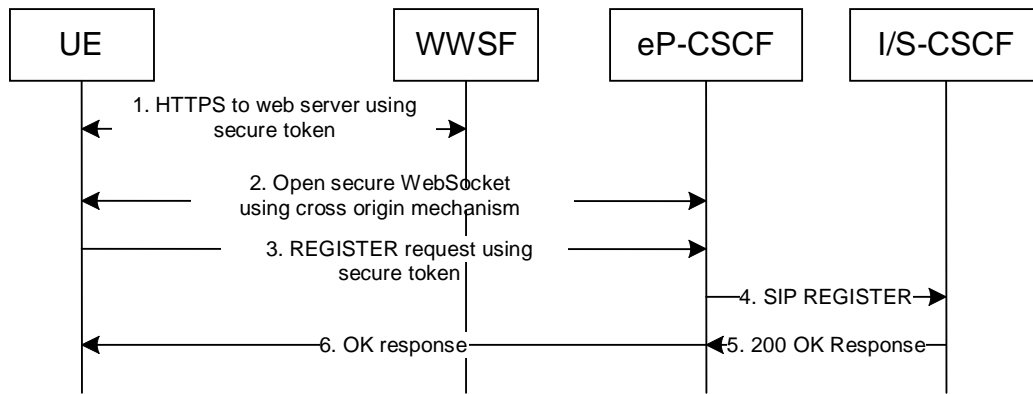 UE
WWSF
eP-CSCF
I/S-CSCF
1. HTTPS to web server using
secure token
2. Open secure WebSocket
using cross origin mechanism
3. REGISTER request using
secure token
4. SIP REGISTER
6. OK response
5. 200 OK Response